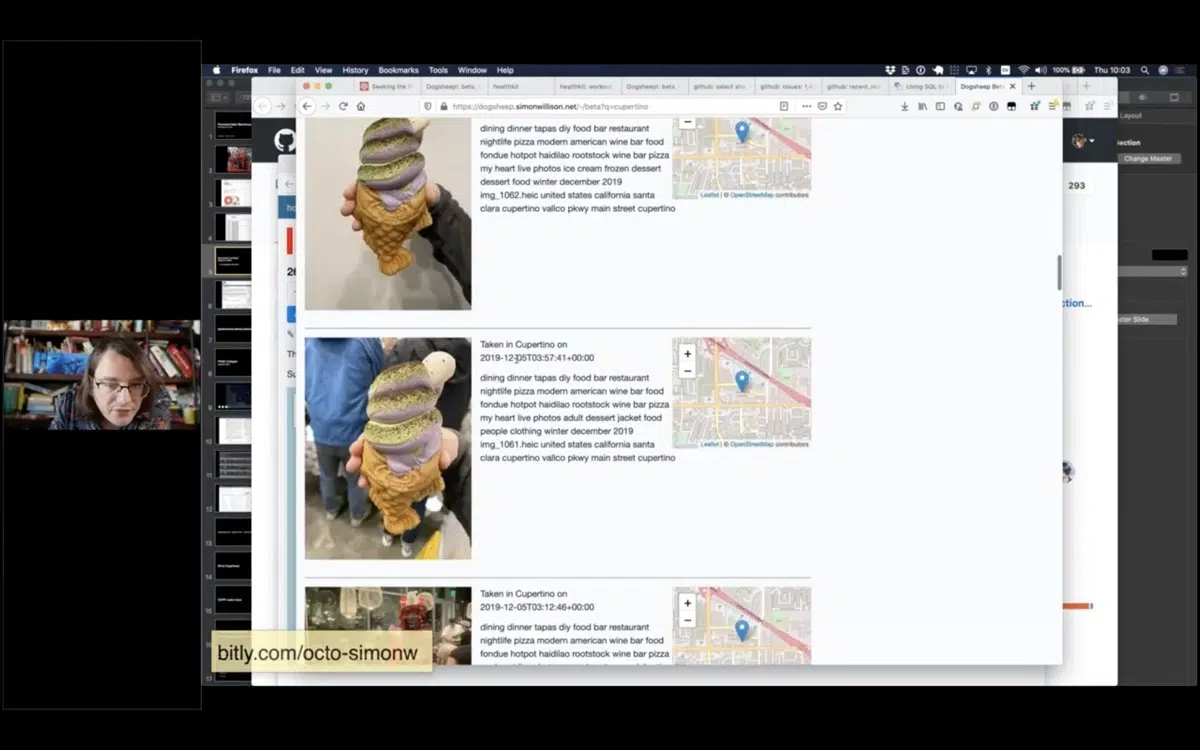 Firefox File Edit View History Bookmarks Tools Window Help
100%
Thu 10:03
Dogsheep! beta,
healthkit
healthkit: workout
Dogsheep! beta,
github: select sho
github: issues: 1,
github: recent_re
Using SQL to
Dogsheep Beta
https://dogsheep.simonwillison.net/-/beta?q=cupertino
dining dinner tapas diy food bar restaurant
nightlife pizza modern american wine bar food
fondue hotpot haidilao rootstock wine bar pizza
my heart live photos ice cream frozen dessert
dessert food winter december 2019
img_1062.heic united states california santa
clara cupertino vallco pkwy main street cupertino
Leaflet | © OpenStreetMap contributors
Taken in Cupertino on
2019-12-05T03:57:41+00:00
dining dinner tapas diy food bar restaurant
nightlife pizza modern american wine bar food
fondue hotpot haidilao rootstock wine bar pizza
my heart live photos adult dessert jacket food
people clothing winter december 2019
img_1061.heic united states california santa
clara cupertino vallco pkwy main street cupertino
Leaflet | © OpenStreetMap contributors
Taken in Cupertino on
2019-12-05T03:12:46+00:00
dining dinner tapas diy food bar restaurant
nightlife pizza modern american wine bar food
fondue hotpot haidilao rootstock wine bar pizza
Layout
Change Master
293
ction...
bitly.com/octo-simonw